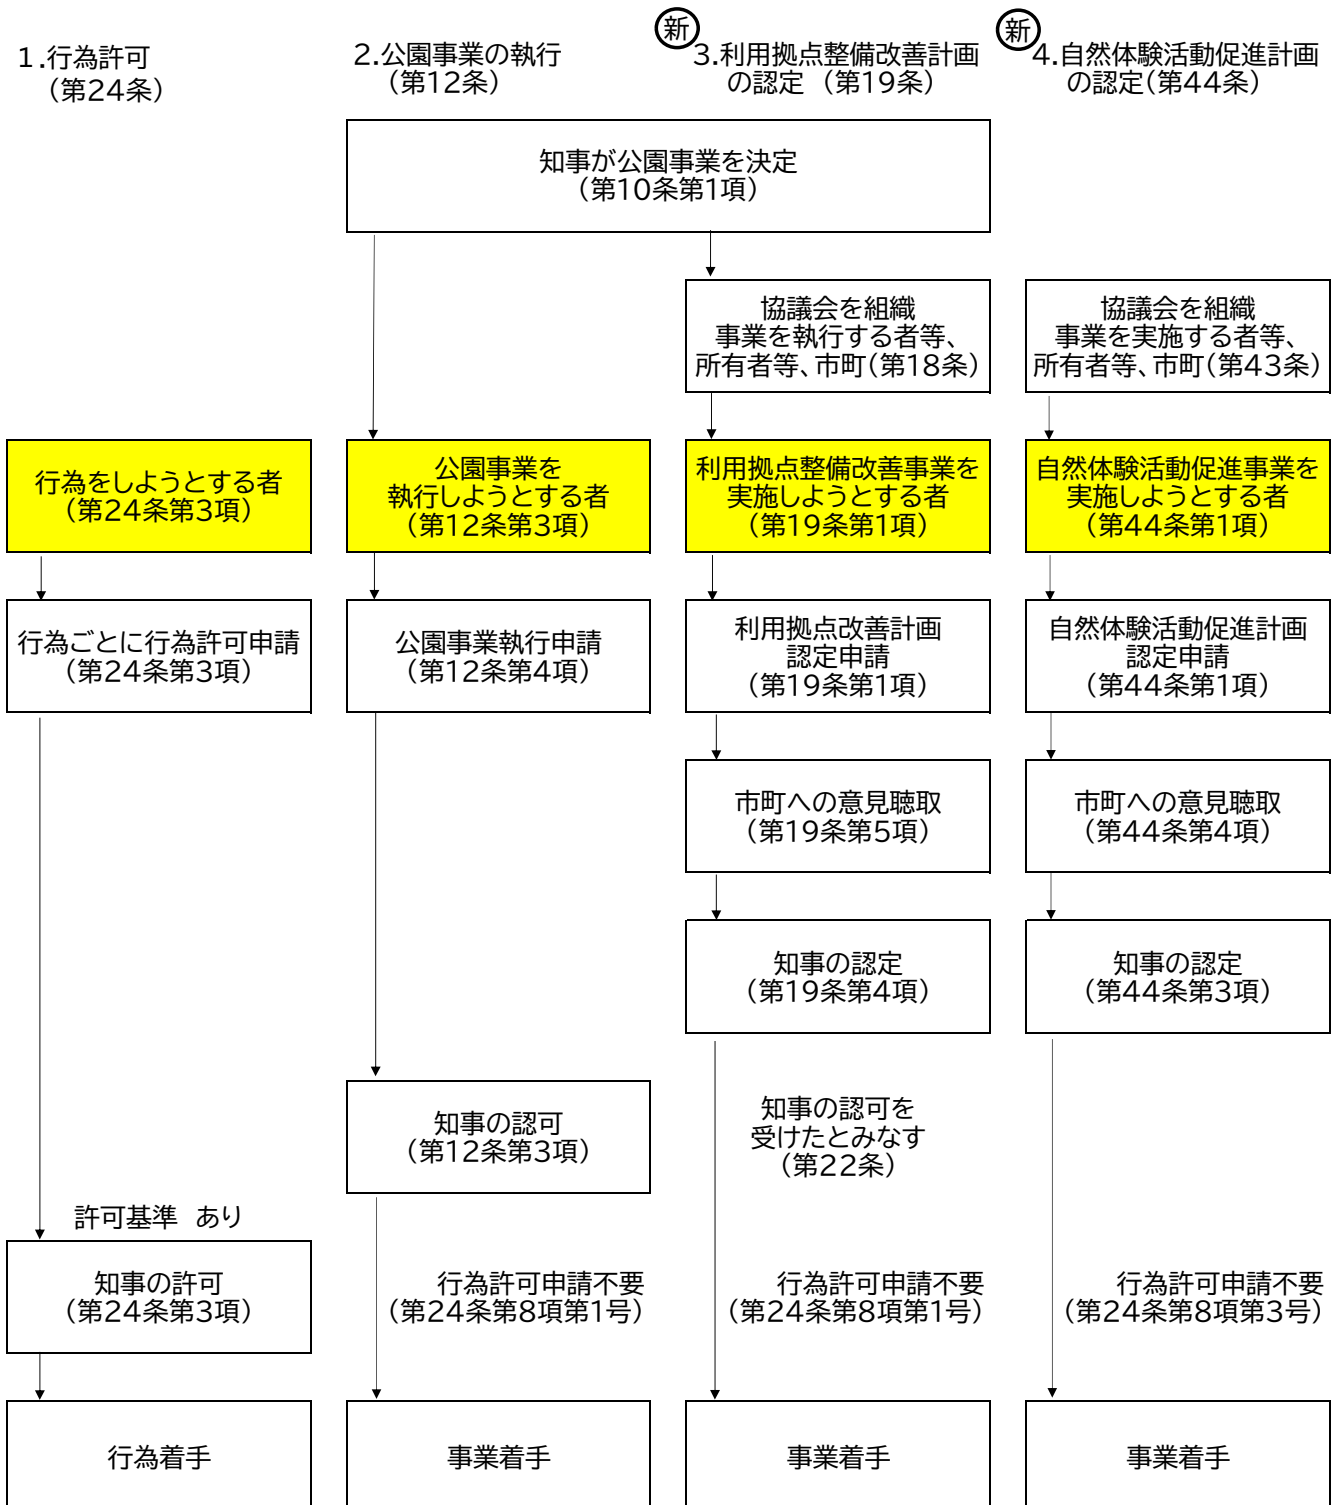 1.行為許可
(第24条)
2.公園事業の執行
(第12条)
新
3.利用拠点整備改善計画
の認定 (第19条)
新
4.自然体験活動促進計画
の認定(第44条)
知事が公園事業を決定
(第10条第1項)
協議会を組織
事業を執行する者等、
所有者等、市町(第18条)
協議会を組織
事業を実施する者等、
所有者等、市町(第43条)
行為をしようとする者
(第24条第3項)
公園事業を
執行しようとする者
(第12条第3項)
利用拠点整備改善事業を
実施しようとする者
(第19条第1項)
自然体験活動促進事業を
実施しようとする者
(第44条第1項)
行為ごとに行為許可申請
(第24条第3項)
公園事業執行申請
(第12条第4項)
利用拠点改善計画
認定申請
(第19条第1項)
自然体験活動促進計画
認定申請
(第44条第1項)
市町への意見聴取
(第19条第5項)
市町への意見聴取
(第44条第4項)
知事の認定
(第19条第4項)
知事の認定
(第44条第3項)
知事の認可
(第12条第3項)
知事の認可を
受けたとみなす
(第22条)
許可基準 あり
知事の許可
(第24条第3項)
行為許可申請不要
(第24条第8項第1号)
行為許可申請不要
(第24条第8項第1号)
行為許可申請不要
(第24条第8項第3号)
行為着手
事業着手
事業着手
事業着手